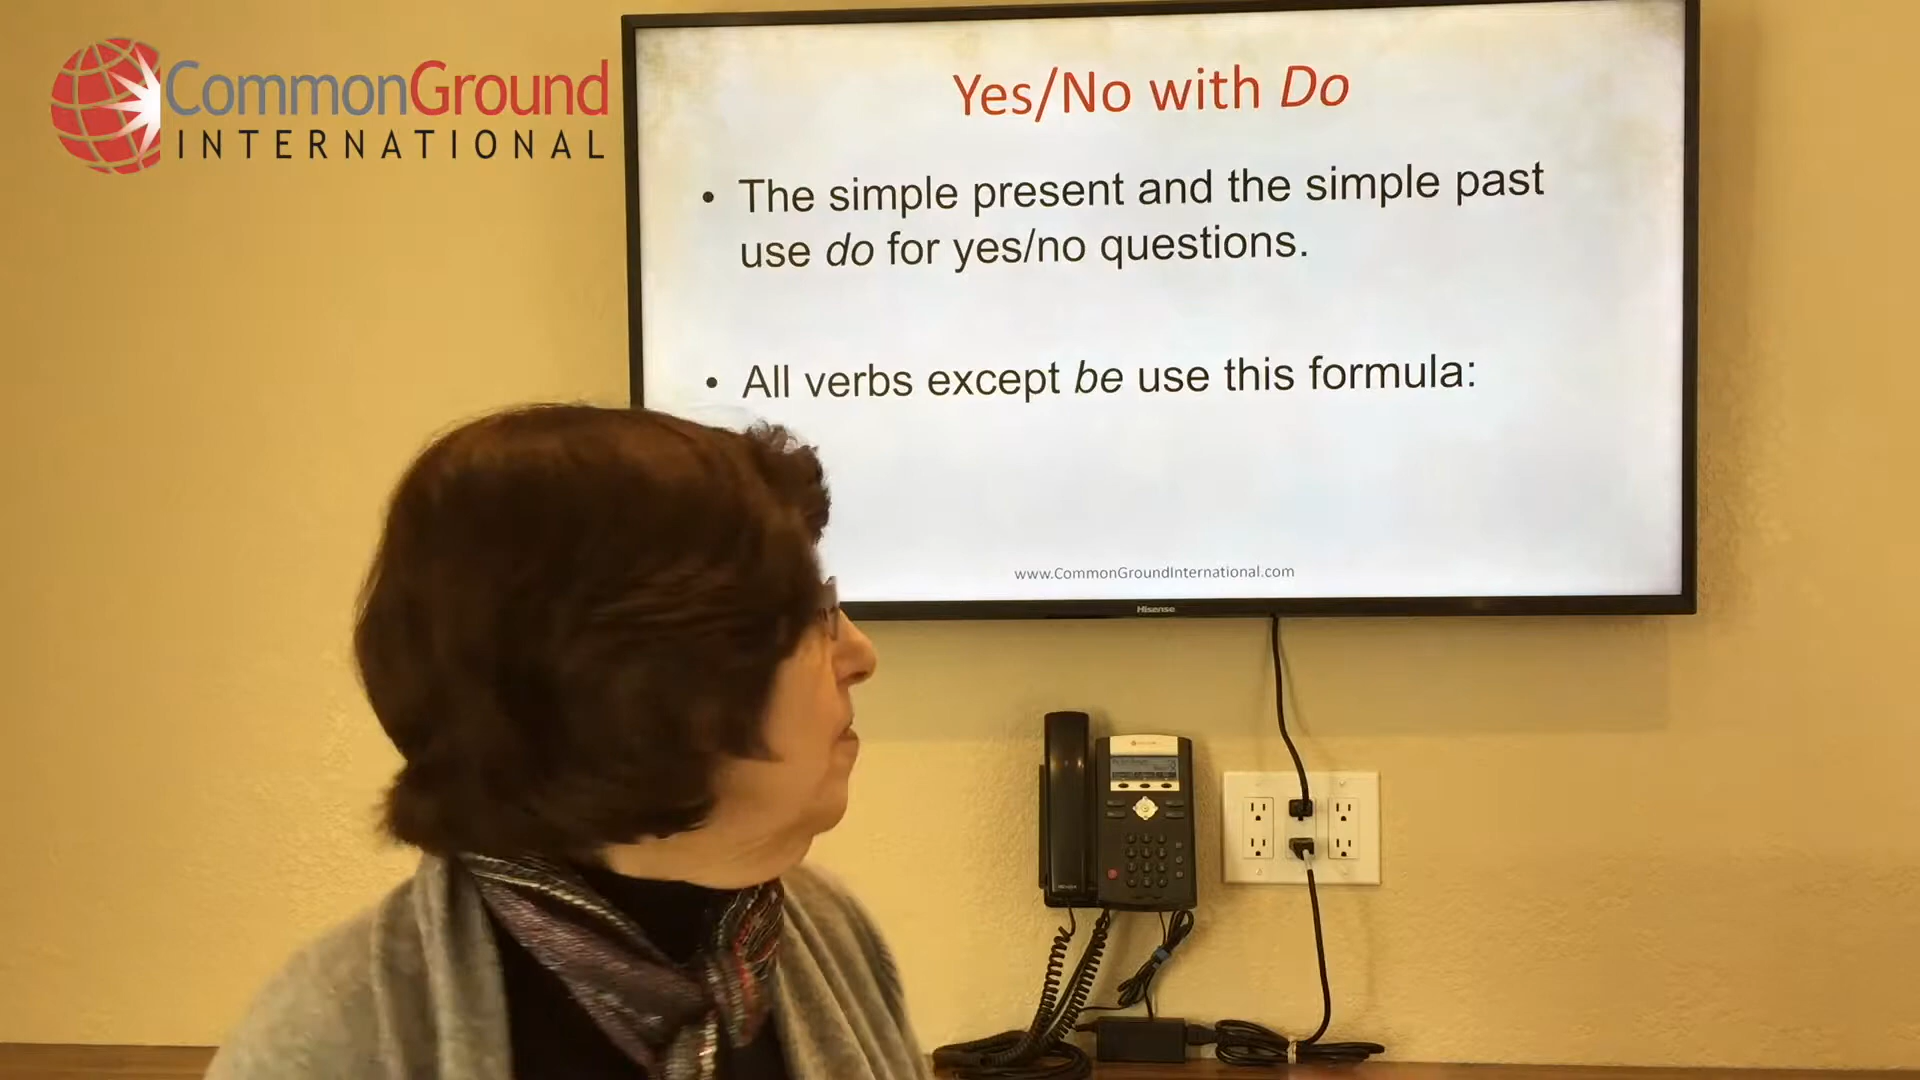 CommonGround
INTERNATIONAL
Yes/No with Do
• The simple present and the simple past
use do for yes/no questions.
• All verbs except be use this formula:
www.CommonGroundInternational.com
Hisense